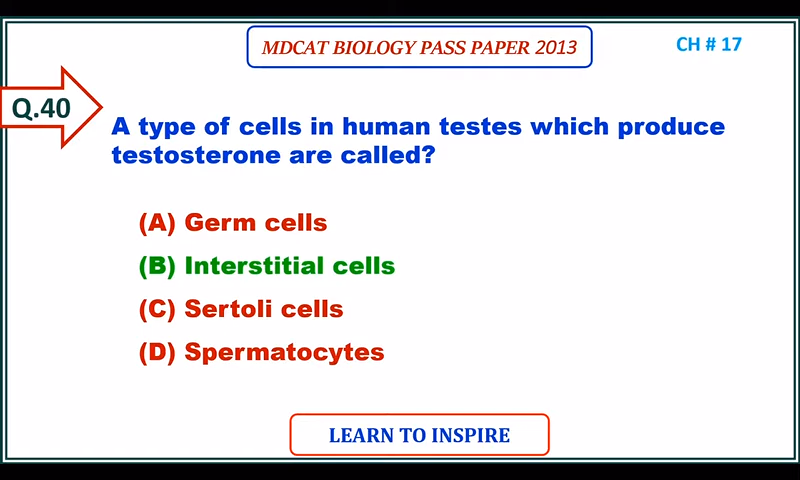 MDCAT BIOLOGY PASS PAPER 2013
CH # 17
Q.40
A type of cells in human testes which produce
testosterone are called?
(A) Germ cells
(B) Interstitial cells
(C) Sertoli cells
(D) Spermatocytes
LEARN TO INSPIRE